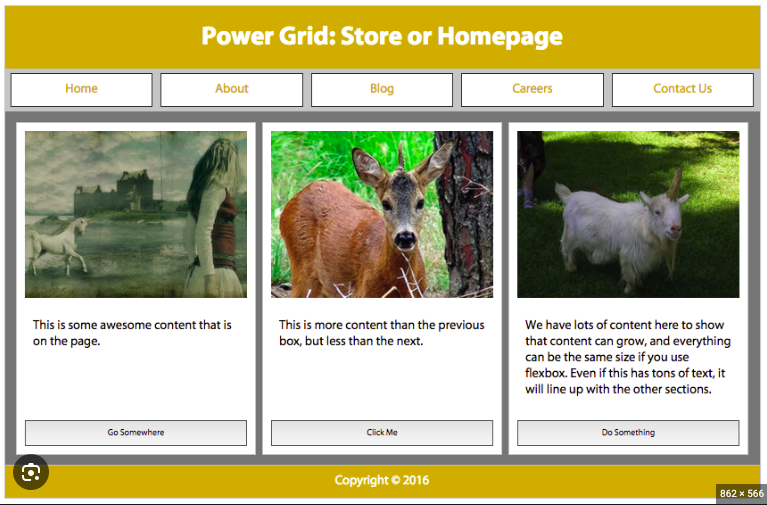 Power Grid: Store or Homepage
Home
About
Blog
Careers
Contact Us
This is some awesome content that is
on the page.
This is more content than the previous
box, but less than the next.
We have lots of content here to show
that content can grow, and everything
can be the same size if you use
flexbox. Even if this has tons of text, it
will line up with the other sections.
Go Somewhere
Click Me
Do Something
Copyright © 2016
862 × 566